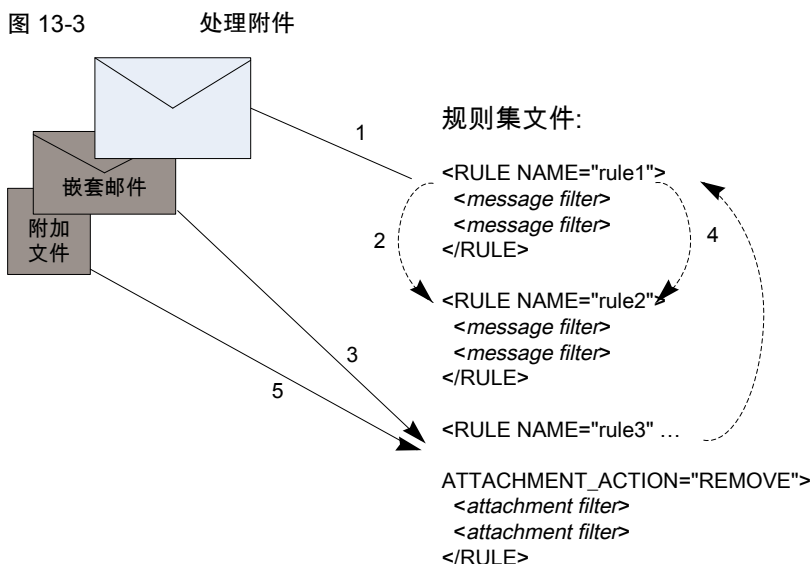 图 13-3 处理附件
嵌套邮件
附加
文件
1
2
3
4
5
规则集文件:
<RULE NAME="rule1">
<message filter>
<message filter>
</RULE>
<RULE NAME="rule2">
<message filter>
<message filter>
</RULE>
<RULE NAME="rule3" …
ATTACHMENT_ACTION="REMOVE">
<attachment filter>
<attachment filter>
</RULE>